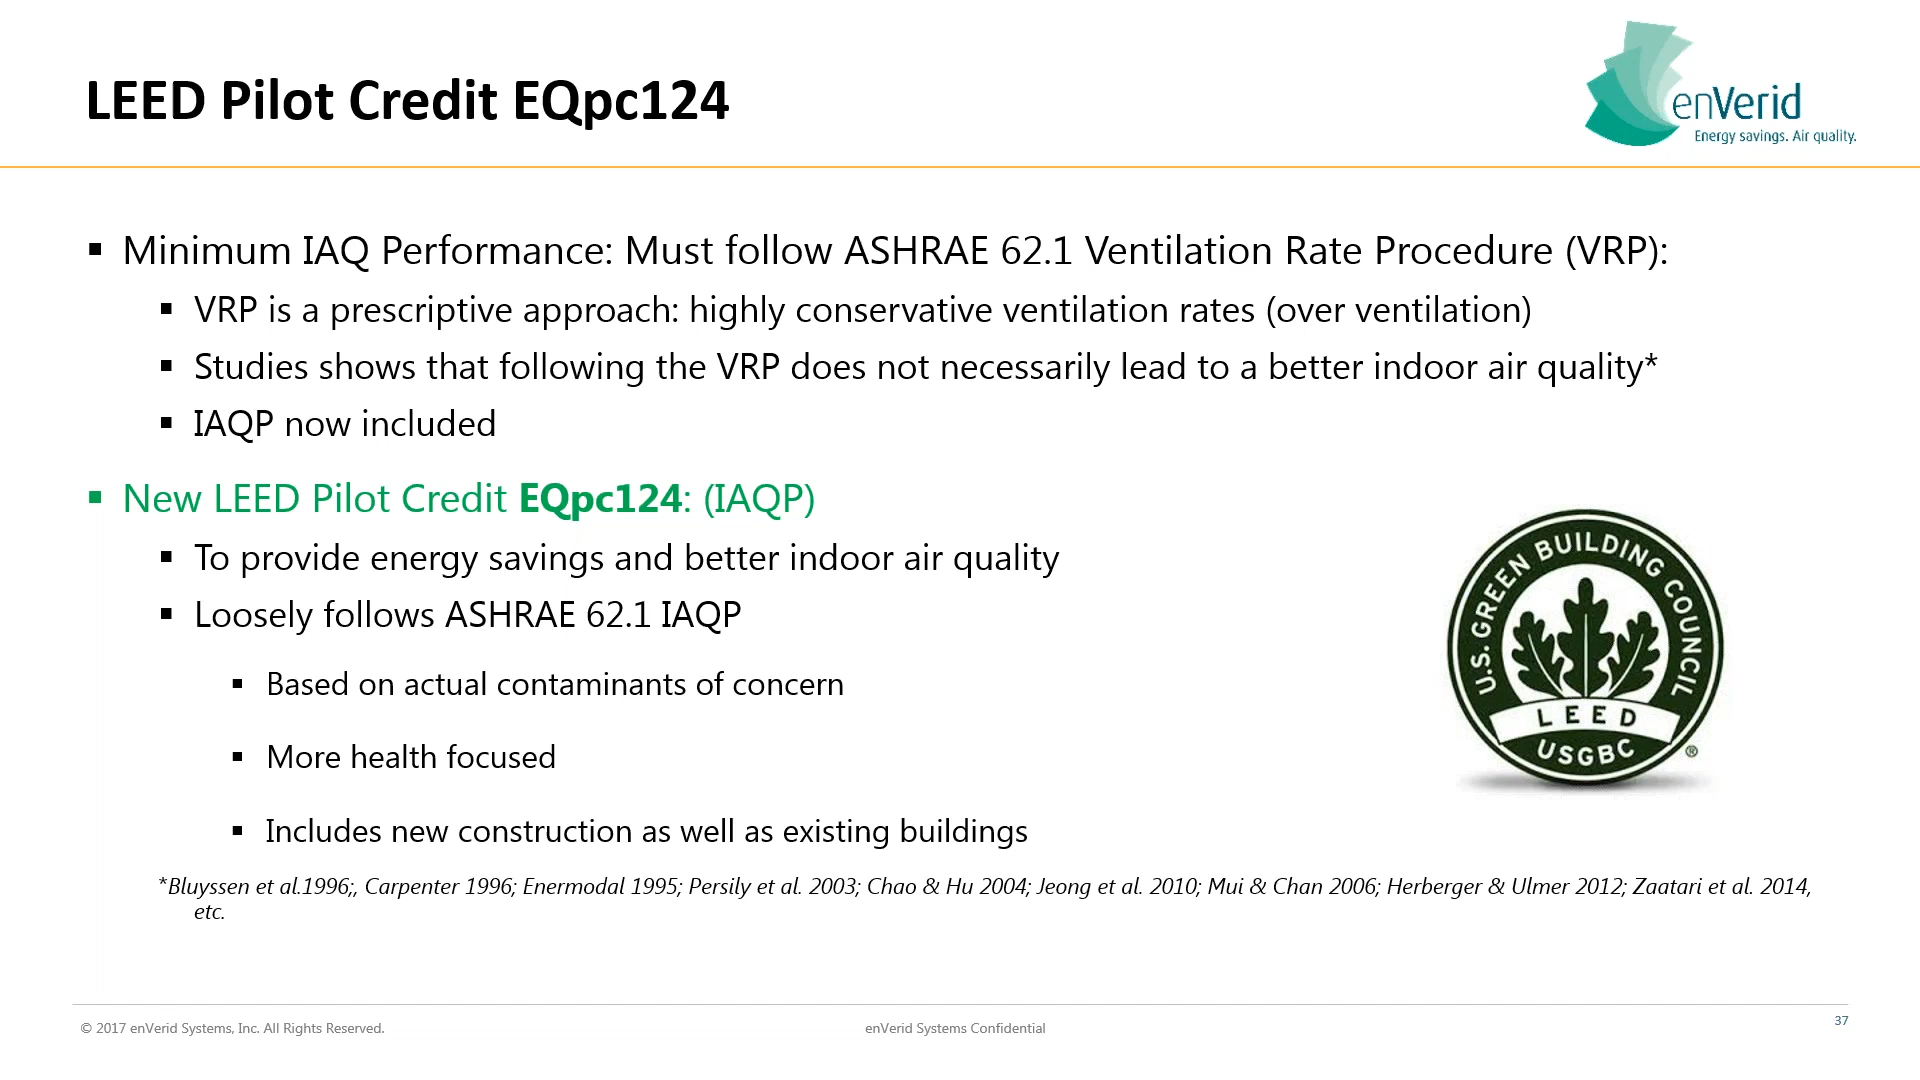 LEED Pilot Credit EQpc124
enVerid
Energy savings. Air quality.
▪ Minimum IAQ Performance: Must follow ASHRAE 62.1 Ventilation Rate Procedure (VRP):
▪ VRP is a prescriptive approach: highly conservative ventilation rates (over ventilation)
▪ Studies shows that following the VRP does not necessarily lead to a better indoor air quality*
▪ IAQP now included
▪ New LEED Pilot Credit EQpc124: (IAQP)
▪ To provide energy savings and better indoor air quality
▪ Loosely follows ASHRAE 62.1 IAQP
▪ Based on actual contaminants of concern
▪ More health focused
▪ Includes new construction as well as existing buildings
U.S. GREEN BUILDING COUNCIL
LEED
USGBC
®
*Bluyssen et al.1996;, Carpenter 1996; Enermodal 1995; Persily et al. 2003; Chao & Hu 2004; Jeong et al. 2010; Mui & Chan 2006; Herberger & Ulmer 2012; Zaatari et al. 2014,
etc.
© 2017 enVerid Systems, Inc. All Rights Reserved.
enVerid Systems Confidential
37